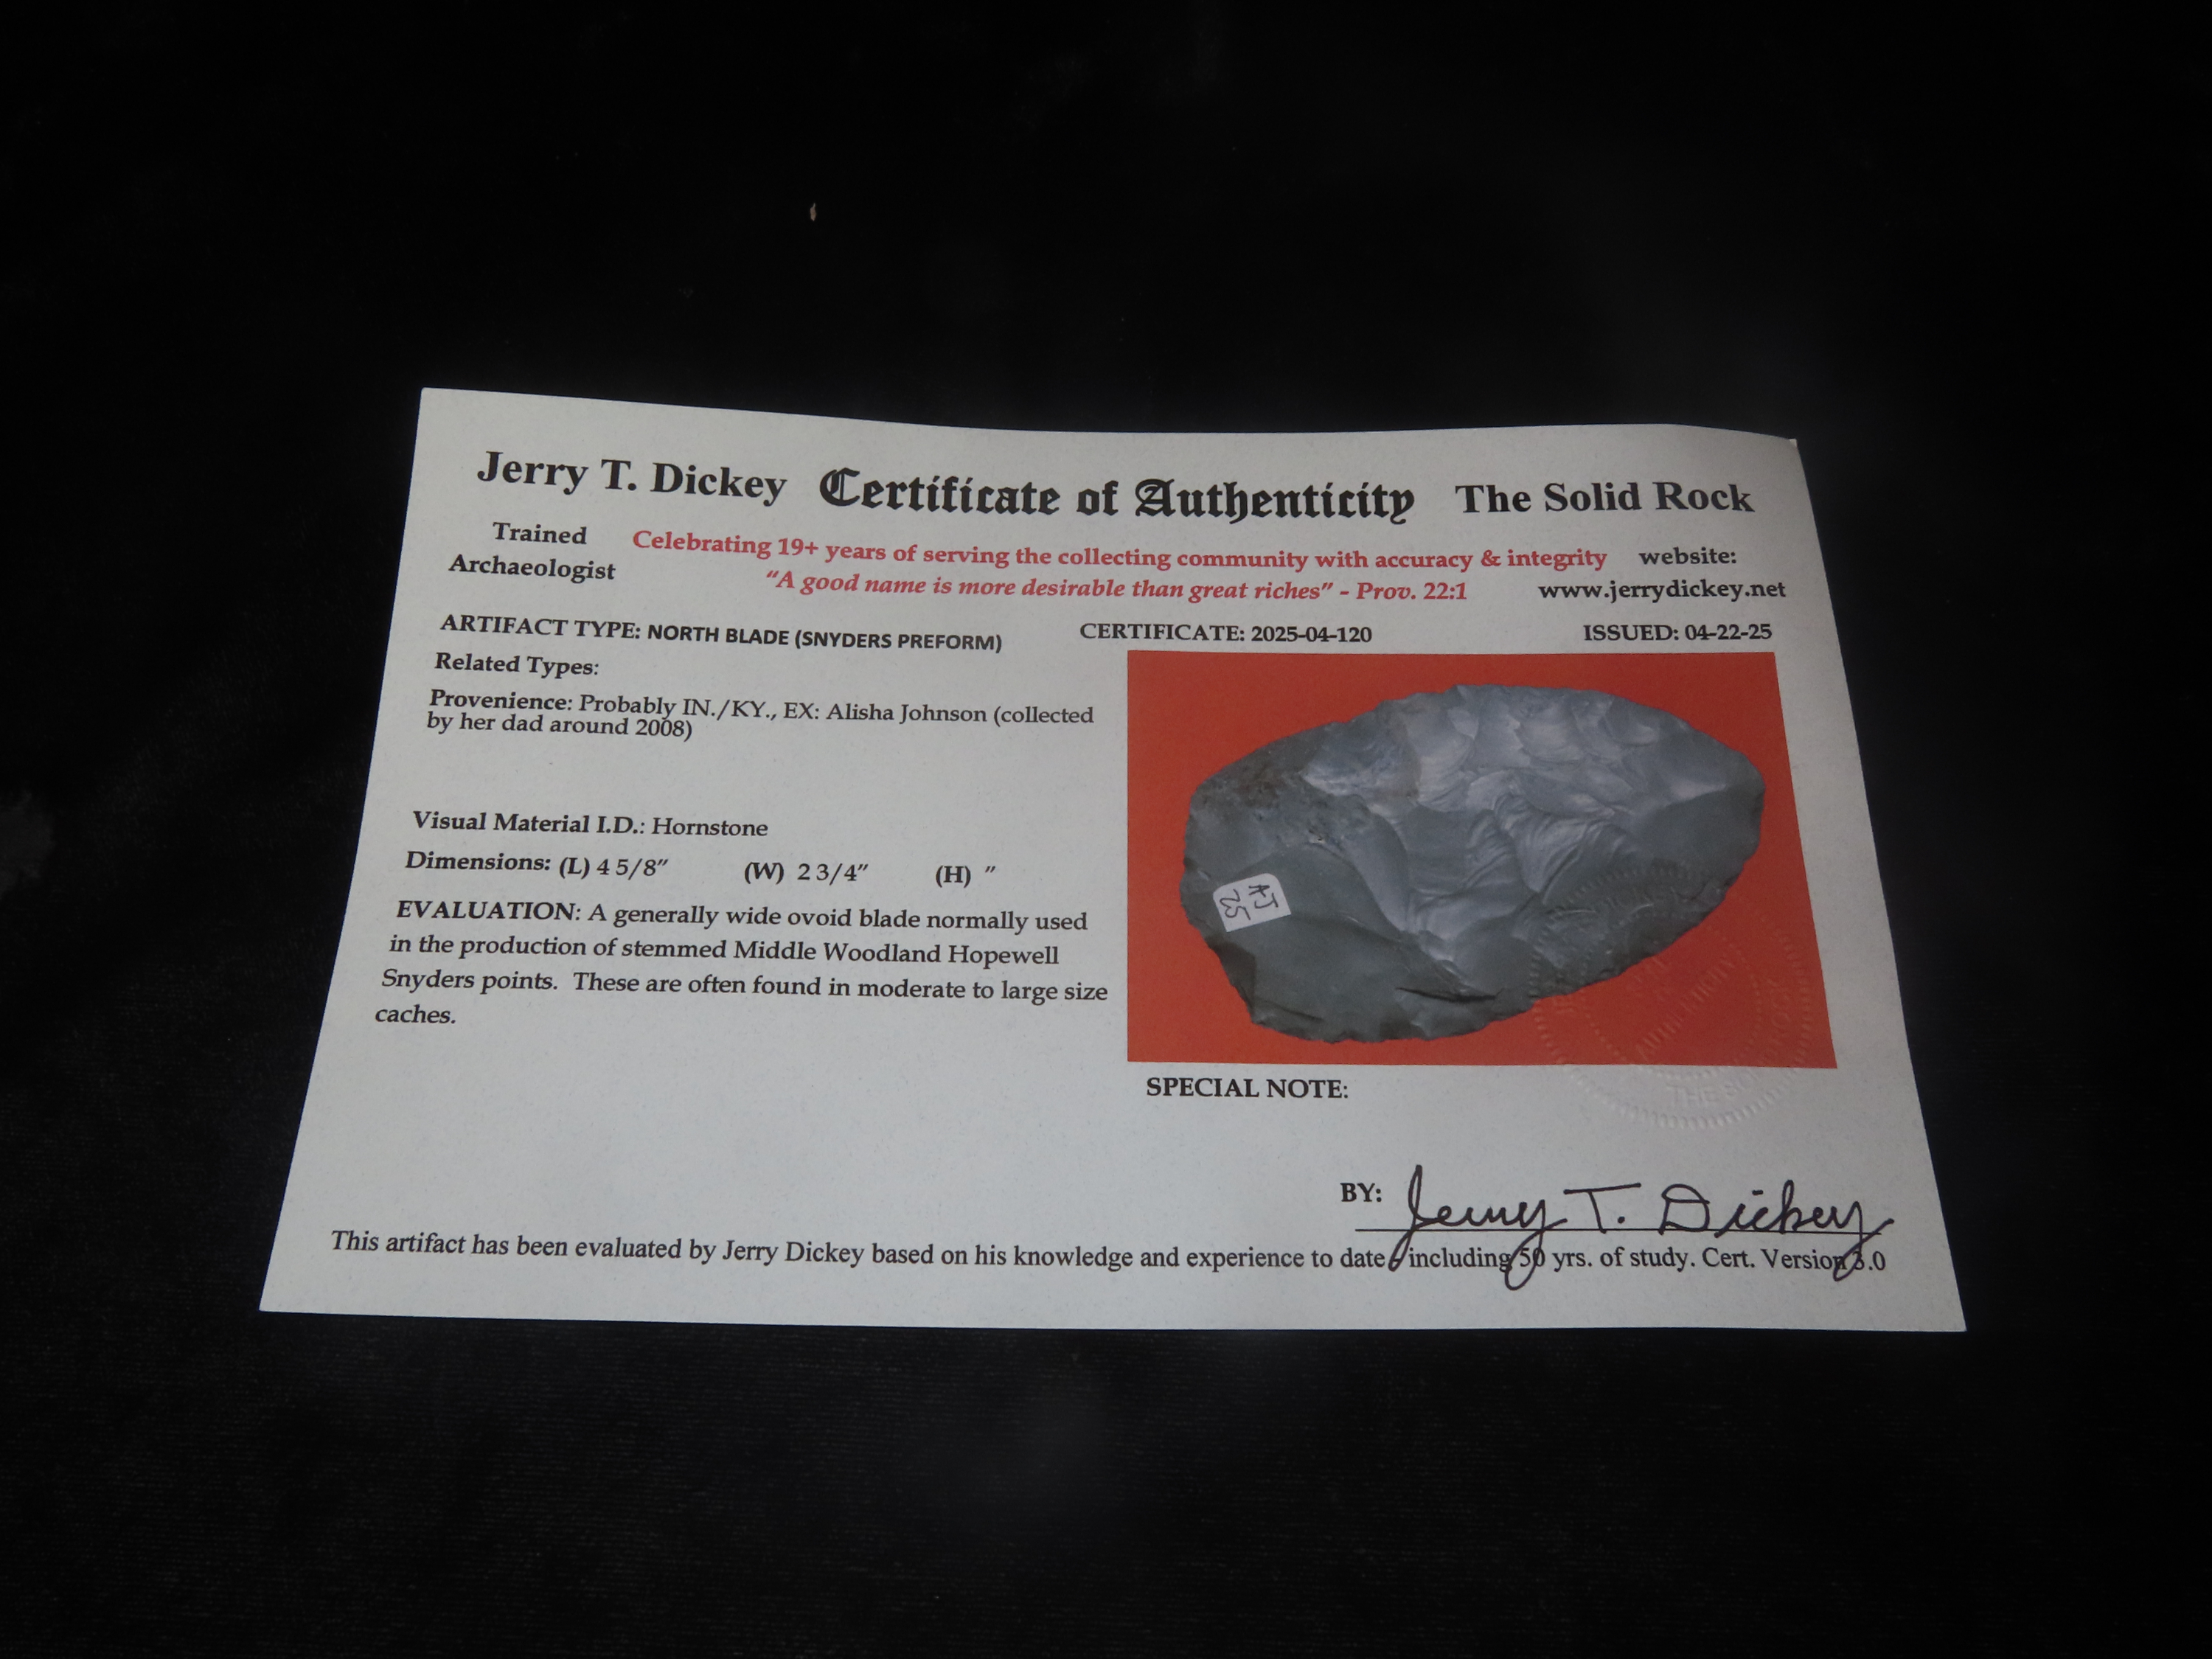 Jerry T. Dickey Certificate of Authenticity The Solid Rock
Trained Archaeologist
Celebrating 19+ years of serving the collecting community with accuracy & integrity
"A good name is more desirable than great riches" - Prov. 22:1
website:
www.jerrydickey.net
ARTIFACT TYPE: NORTH BLADE (SNYDERS PREFORM) CERTIFICATE: 2025-04-120 ISSUED: 04-22-25
Related Types:
Provenience: Probably IN./KY., EX: Alisha Johnson (collected
by her dad around 2008)
Visual Material I.D.: Hornstone
Dimensions: (L) 4 5/8" (W) 2 3/4" (H) "
EVALUATION: A generally wide ovoid blade normally used
in the production of stemmed Middle Woodland Hopewell
Snyders points. These are often found in moderate to large size
caches.
AJ
25
SPECIAL NOTE:
BY: Jerry T. Dickey
This artifact has been evaluated by Jerry Dickey based on his knowledge and experience to date - including 50 yrs. of study. Cert. Version 3.0